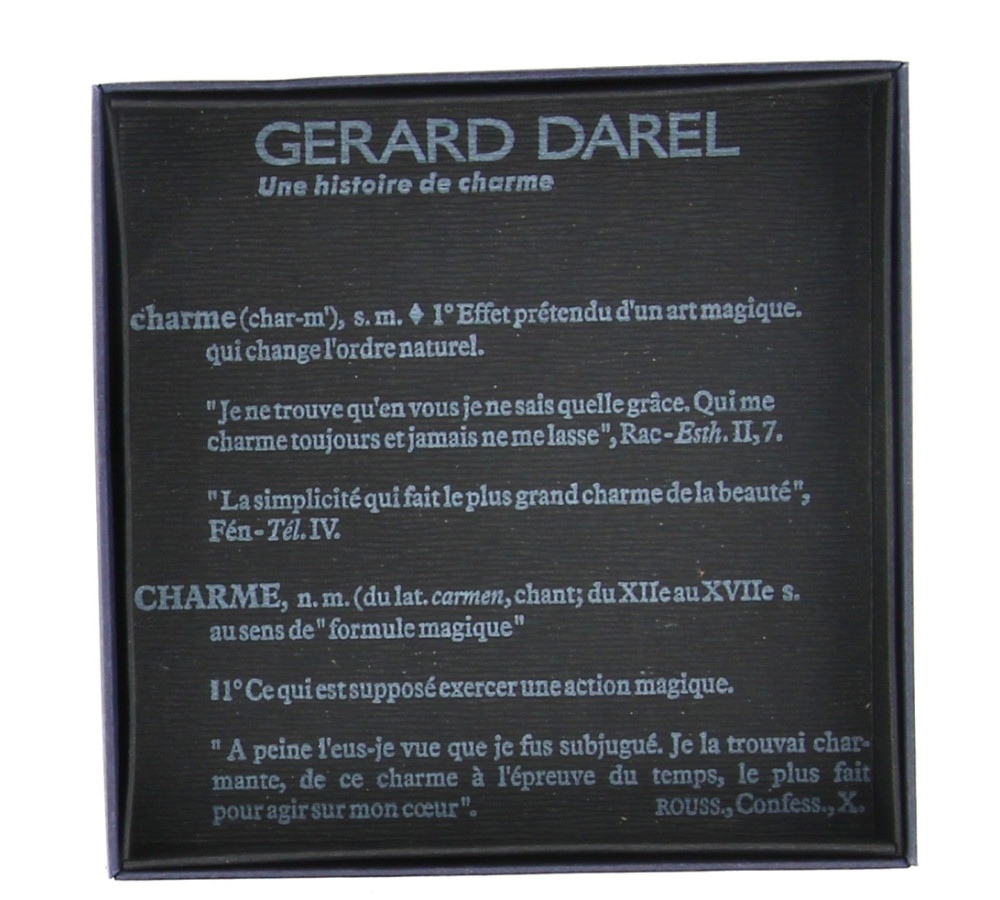 GERARD DAREL
Une histoire de charme
charme (char-m'), s. m. ♦ 1° Effet prétendu d'un art magique.
qui change l'ordre naturel.
"Je ne trouve qu'en vous je ne sais quelle grâce. Qui me
charme toujours et jamais ne me lasse", Rac - Esth. II, 7.
"La simplicité qui fait le plus grand charme de la beauté",
Fén - Tél. IV.
CHARME, n. m. (du lat. carmen, chant; du XIIe au XVIIe s.
au sens de "formule magique"
I 1° Ce qui est supposé exercer une action magique.
" A peine l'eus-je vue que je fus subjugué. Je la trouvai char-
mante, de ce charme à l'épreuve du temps, le plus fait
pour agir sur mon cœur". ROUSS., Confess., X.